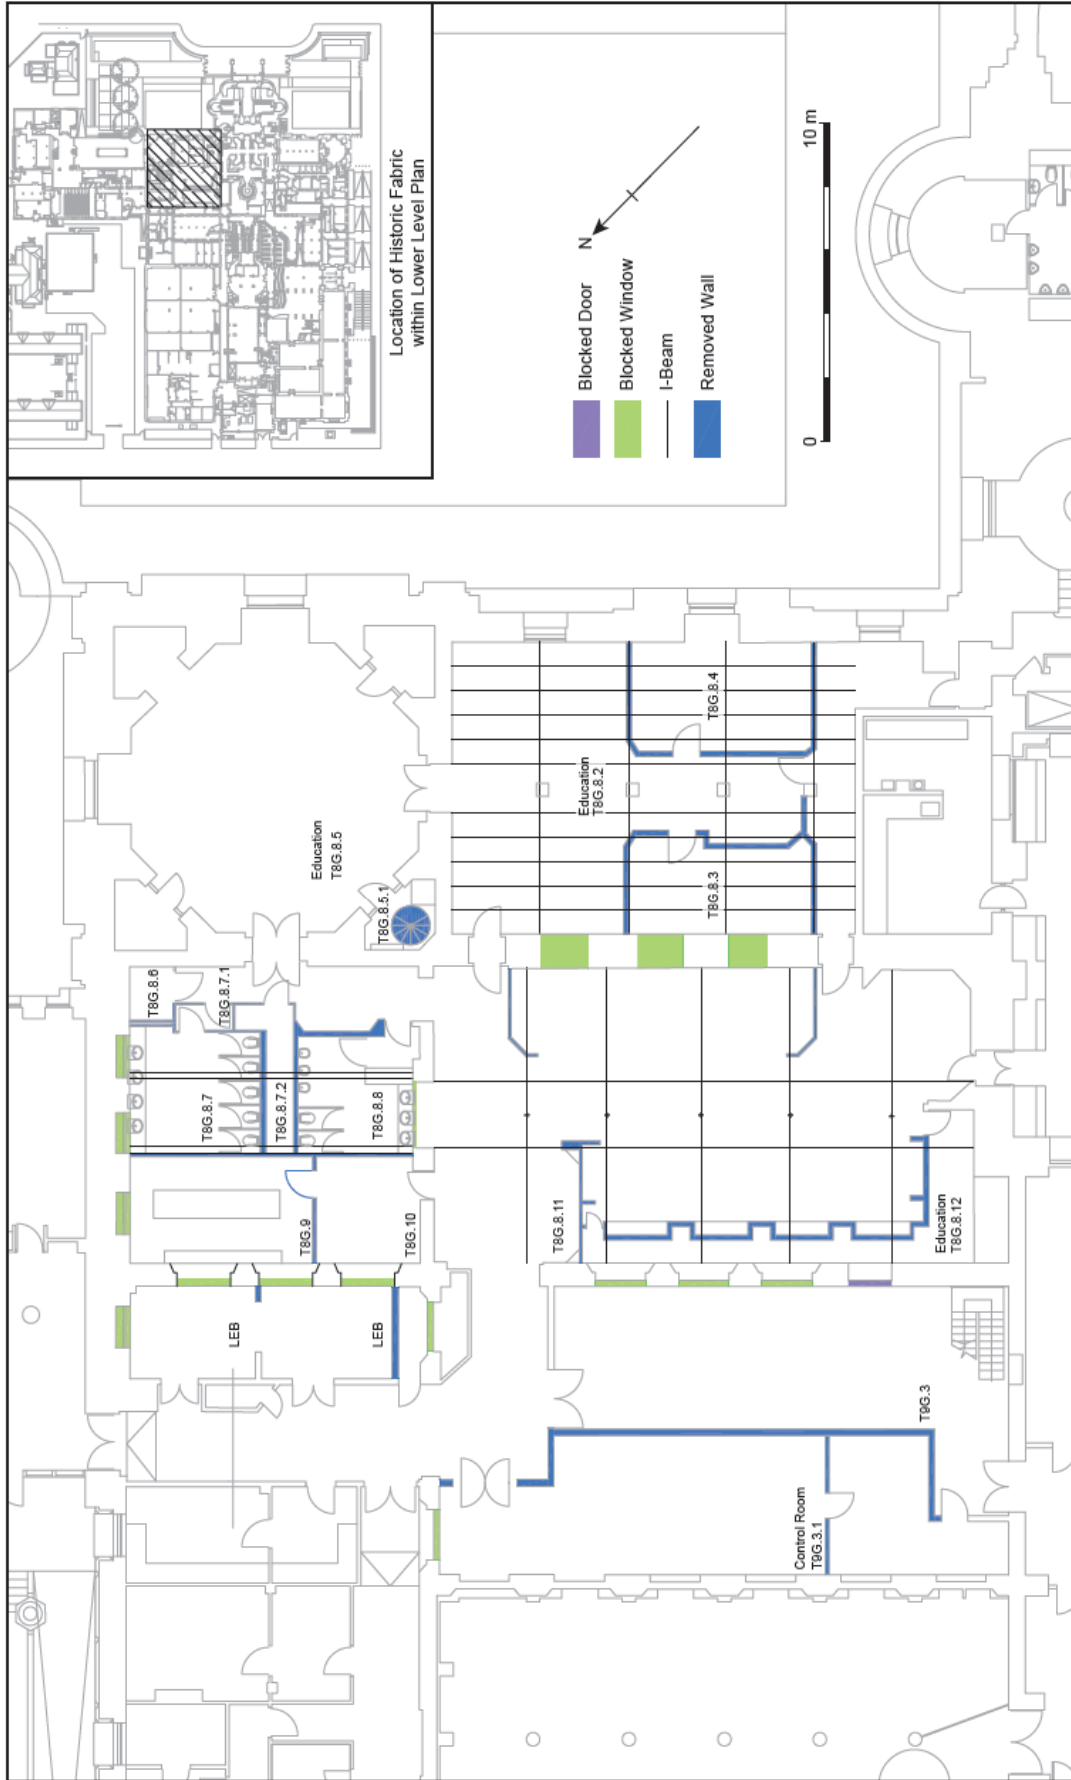 Location of Historic Fabric
within Lower Level Plan
N
Blocked Door
Blocked Window
I-Beam
Removed Wall
0
10 m
Education
T8G.8.5
T8G.8.5.1
Education
T8G.8.2
T8G.8.4
T8G.8.3
T8G.8.6
T8G.8.7.1
T8G.8.7
T8G.8.7.2
T8G.8.8
T8G.9
T8G.10
T8G.8.11
Education
T8G.8.12
LEB
LEB
T9G.3
Control Room
T9G.3.1